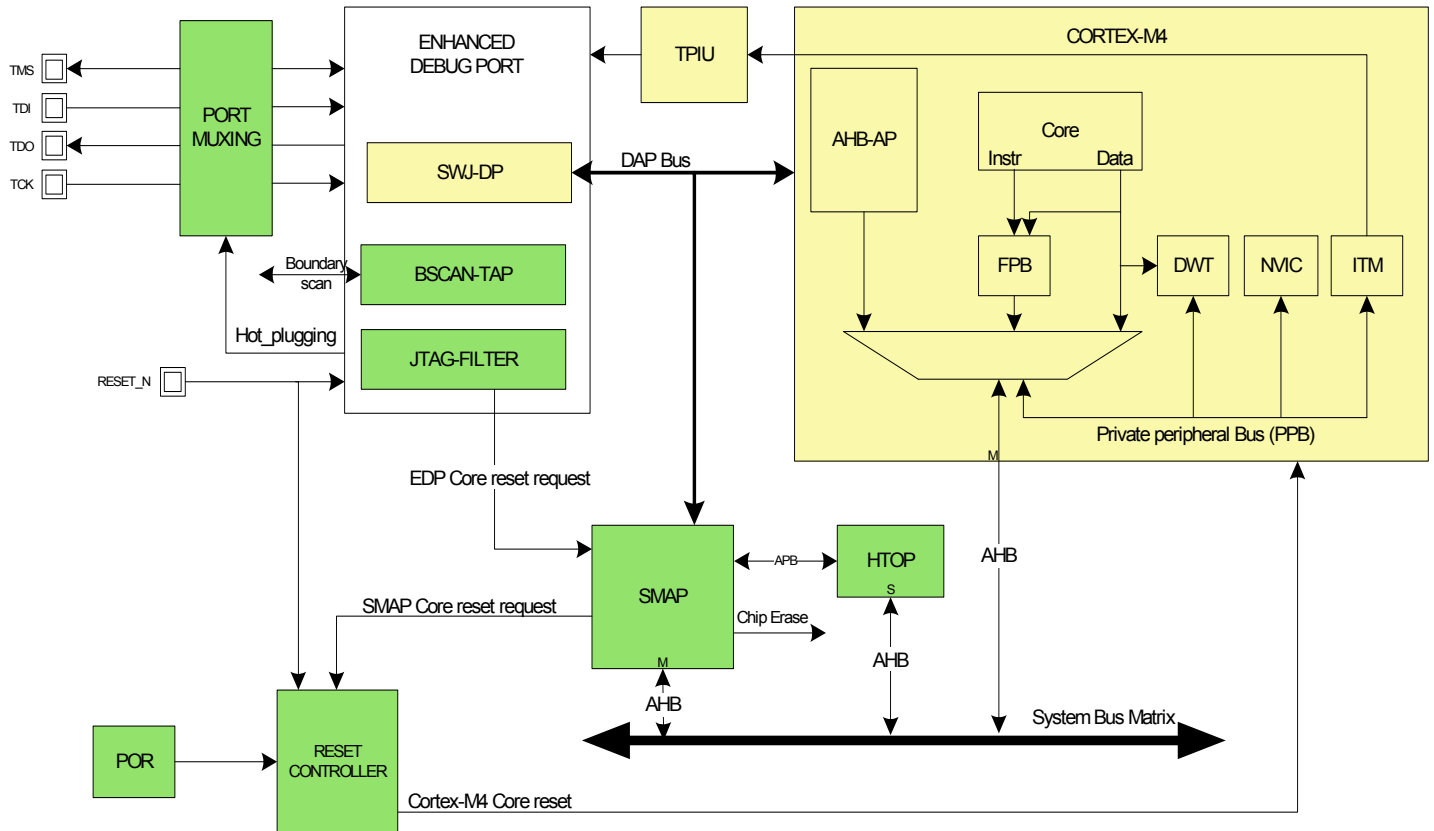 CORTEX-M4
ENHANCED
DEBUG PORT
TPIU
TMS
TDI
TDO
TCK
PORT
MUXING
AHB-AP
Core
Instr
Data
DAP Bus
SWJ-DP
Boundary
scan
BSCAN-TAP
FPB
DWT
NVIC
ITM
Hot_plugging
JTAG-FILTER
RESET_N
Private peripheral Bus (PPB)
M
EDP Core reset request
SMAP
M
APB
HTOP
S
AHB
SMAP Core reset request
Chip Erase
AHB
AHB
System Bus Matrix
POR
RESET
CONTROLLER
Cortex-M4 Core reset